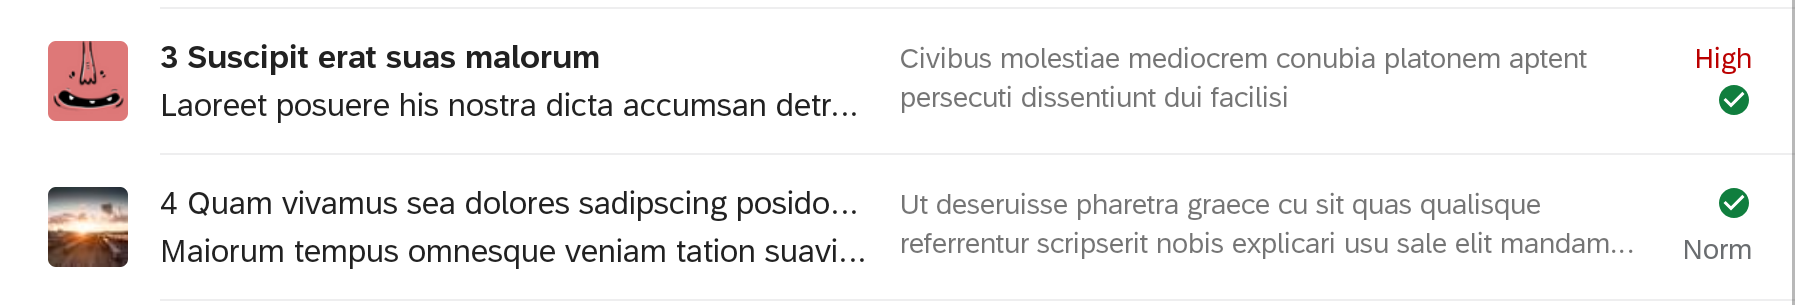 3 Suscipit erat suas malorum
Laoreet posuere his nostra dicta accumsan detr...
Civibus molestiae mediocrem conubia platonem aptent
persecuti dissentiunt dui facilisi
High
4 Quam vivamus sea dolores sadipscing posido...
Maiorum tempus omnesque veniam tation suavi...
Ut deseruisse pharetra graece cu sit quas qualisque
referrentur scripserit nobis explicari usu sale elit mandam...
Norm